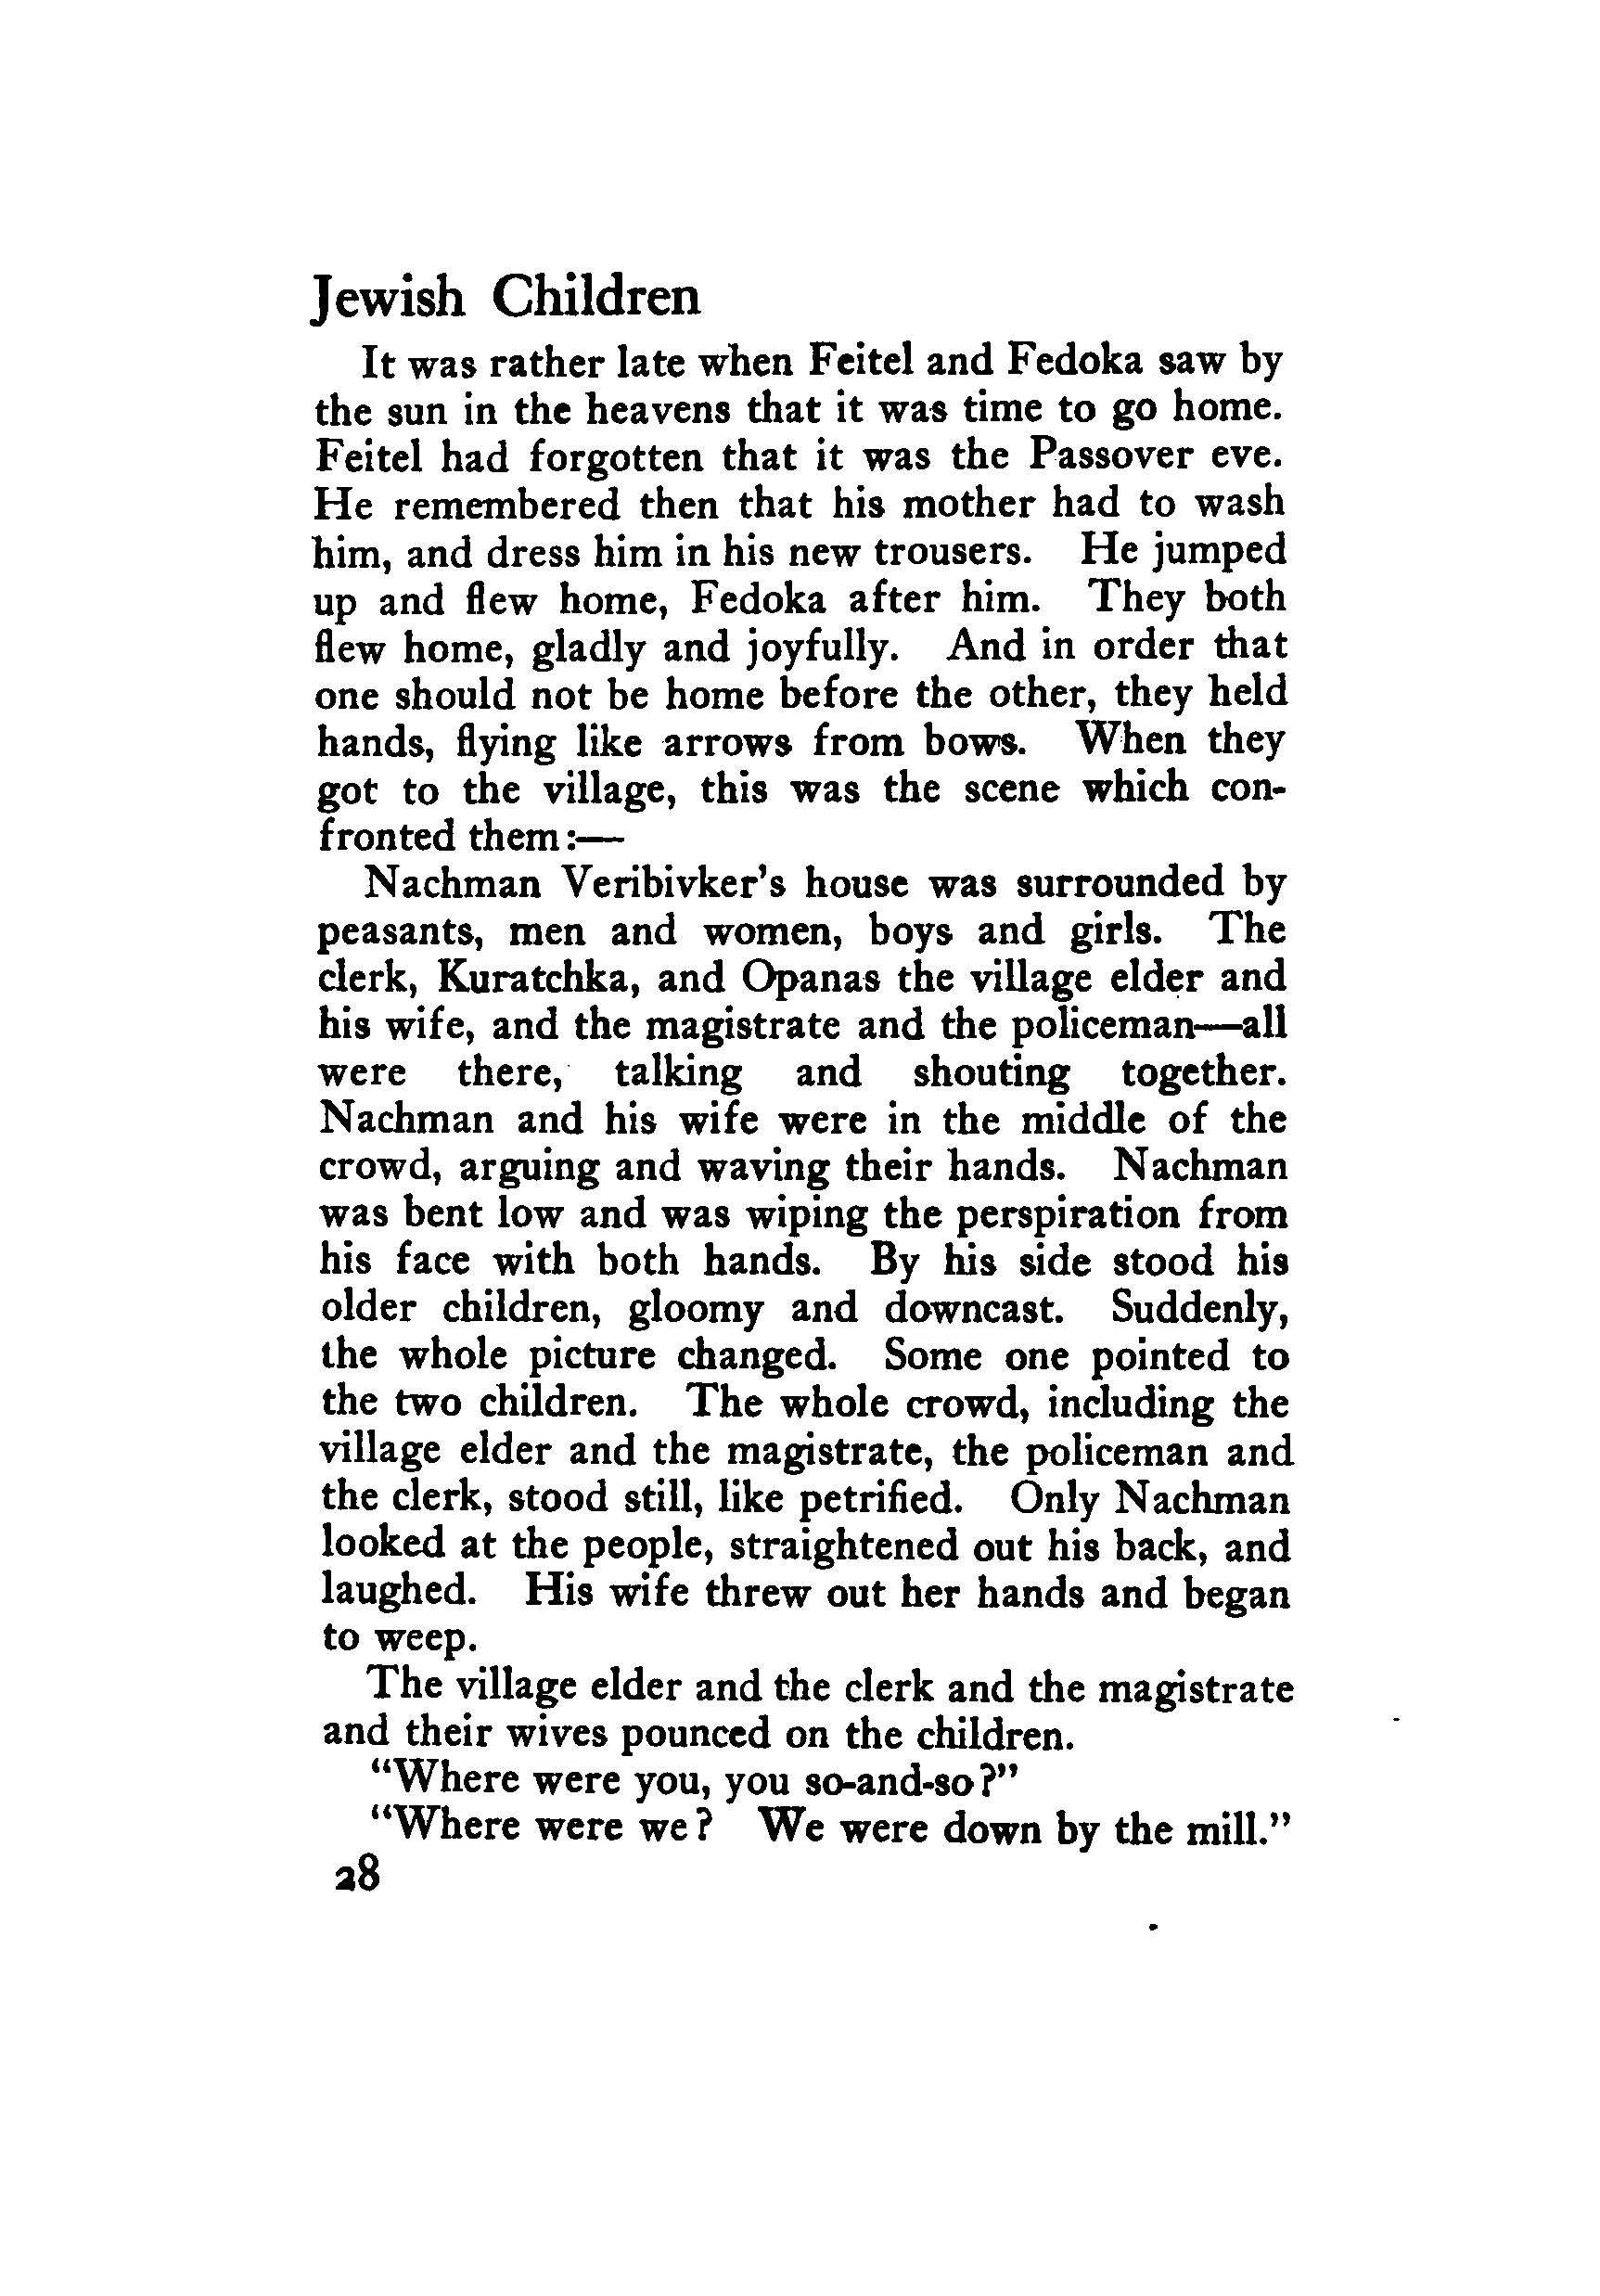 Jewish Children
It was rather late when Feitel and Fedoka saw by
the sun in the heavens that it was time to go home.
Feitel had forgotten that it was the Passover eve.
He remembered then that his mother had to wash
him, and dress him in his new trousers. He jumped
up and flew home, Fedoka after him. They both
flew home, gladly and joyfully. And in order that
one should not be home before the other, they held
hands, flying like arrows from bows. When they
got to the village, this was the scene which con-
fronted them:—
Nachman Veribivker's house was surrounded by
peasants, men and women, boys and girls. The
clerk, Kuratchka, and Opanas the village elder and
his wife, and the magistrate and the policeman—all
were there, talking and shouting together.
Nachman and his wife were in the middle of the
crowd, arguing and waving their hands. Nachman
was bent low and was wiping the perspiration from
his face with both hands. By his side stood his
older children, gloomy and downcast. Suddenly,
the whole picture changed. Some one pointed to
the two children. The whole crowd, including the
village elder and the magistrate, the policeman and
the clerk, stood still, like petrified. Only Nachman
looked at the people, straightened out his back, and
laughed. His wife threw out her hands and began
to weep.
The village elder and the clerk and the magistrate
and their wives pounced on the children.
"Where were you, you so-and-so?"
"Where were we? We were down by the mill."
28